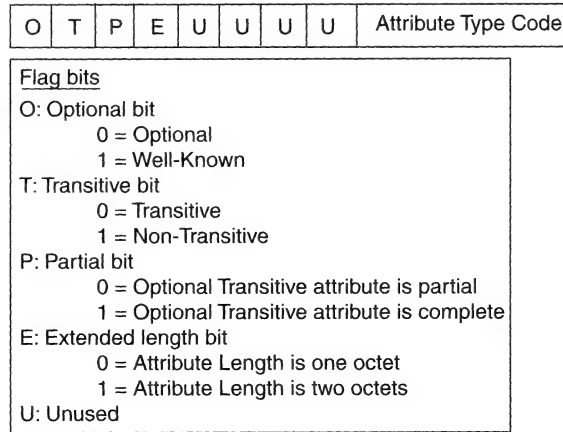 O T P E U U U U Attribute Type Code
Flag bits
O: Optional bit
0 = Optional
1 = Well-Known
T: Transitive bit
0 = Transitive
1 = Non-Transitive
P: Partial bit
0 = Optional Transitive attribute is partial
1 = Optional Transitive attribute is complete
E: Extended length bit
0 = Attribute Length is one octet
1 = Attribute Length is two octets
U: Unused